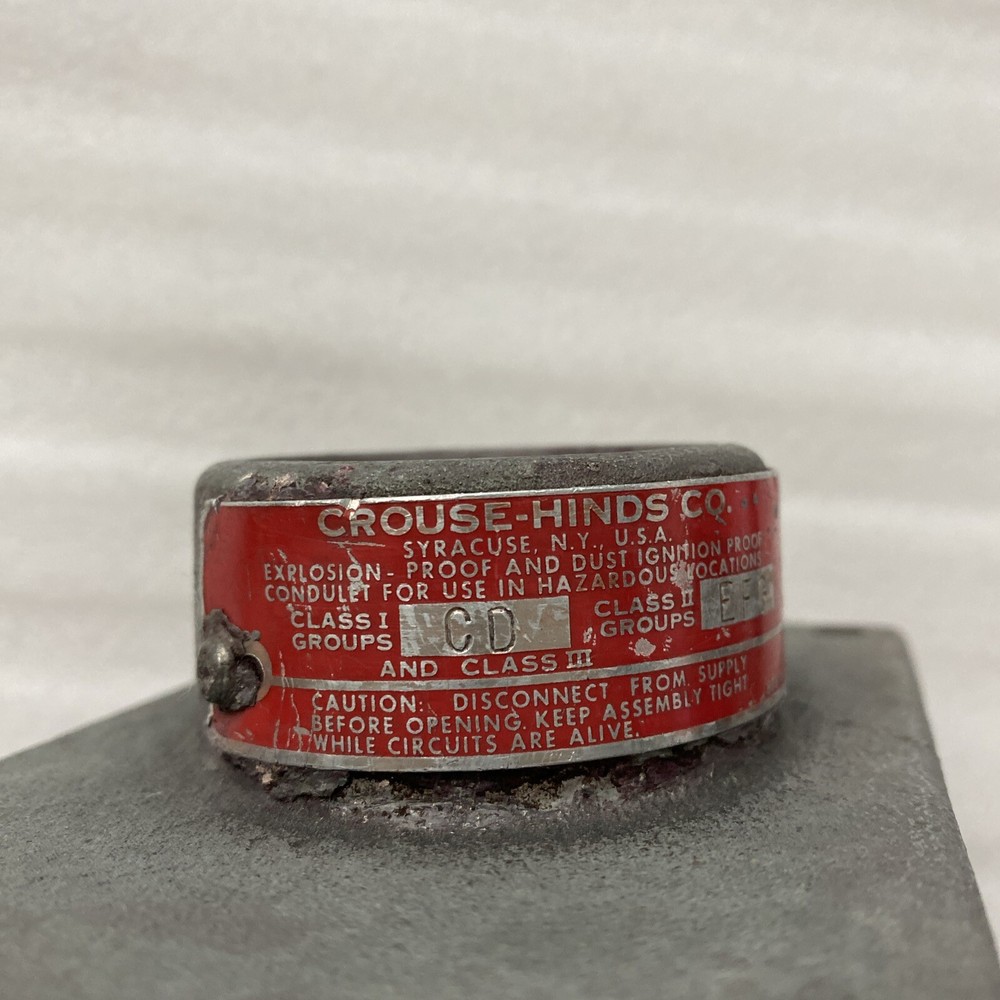 CROUSE-HINDS CO.
SYRACUSE, N.Y. U.S.A.
EXPLOSION - PROOF AND DUST IGNITION PROOF
CONDULET FOR USE IN HAZARDOUS LOCATIONS
CLASS I GROUPS CD CLASS II GROUPS EF
AND CLASS III
CAUTION: DISCONNECT FROM SUPPLY
BEFORE OPENING. KEEP ASSEMBLY TIGHT
WHILE CIRCUITS ARE ALIVE.